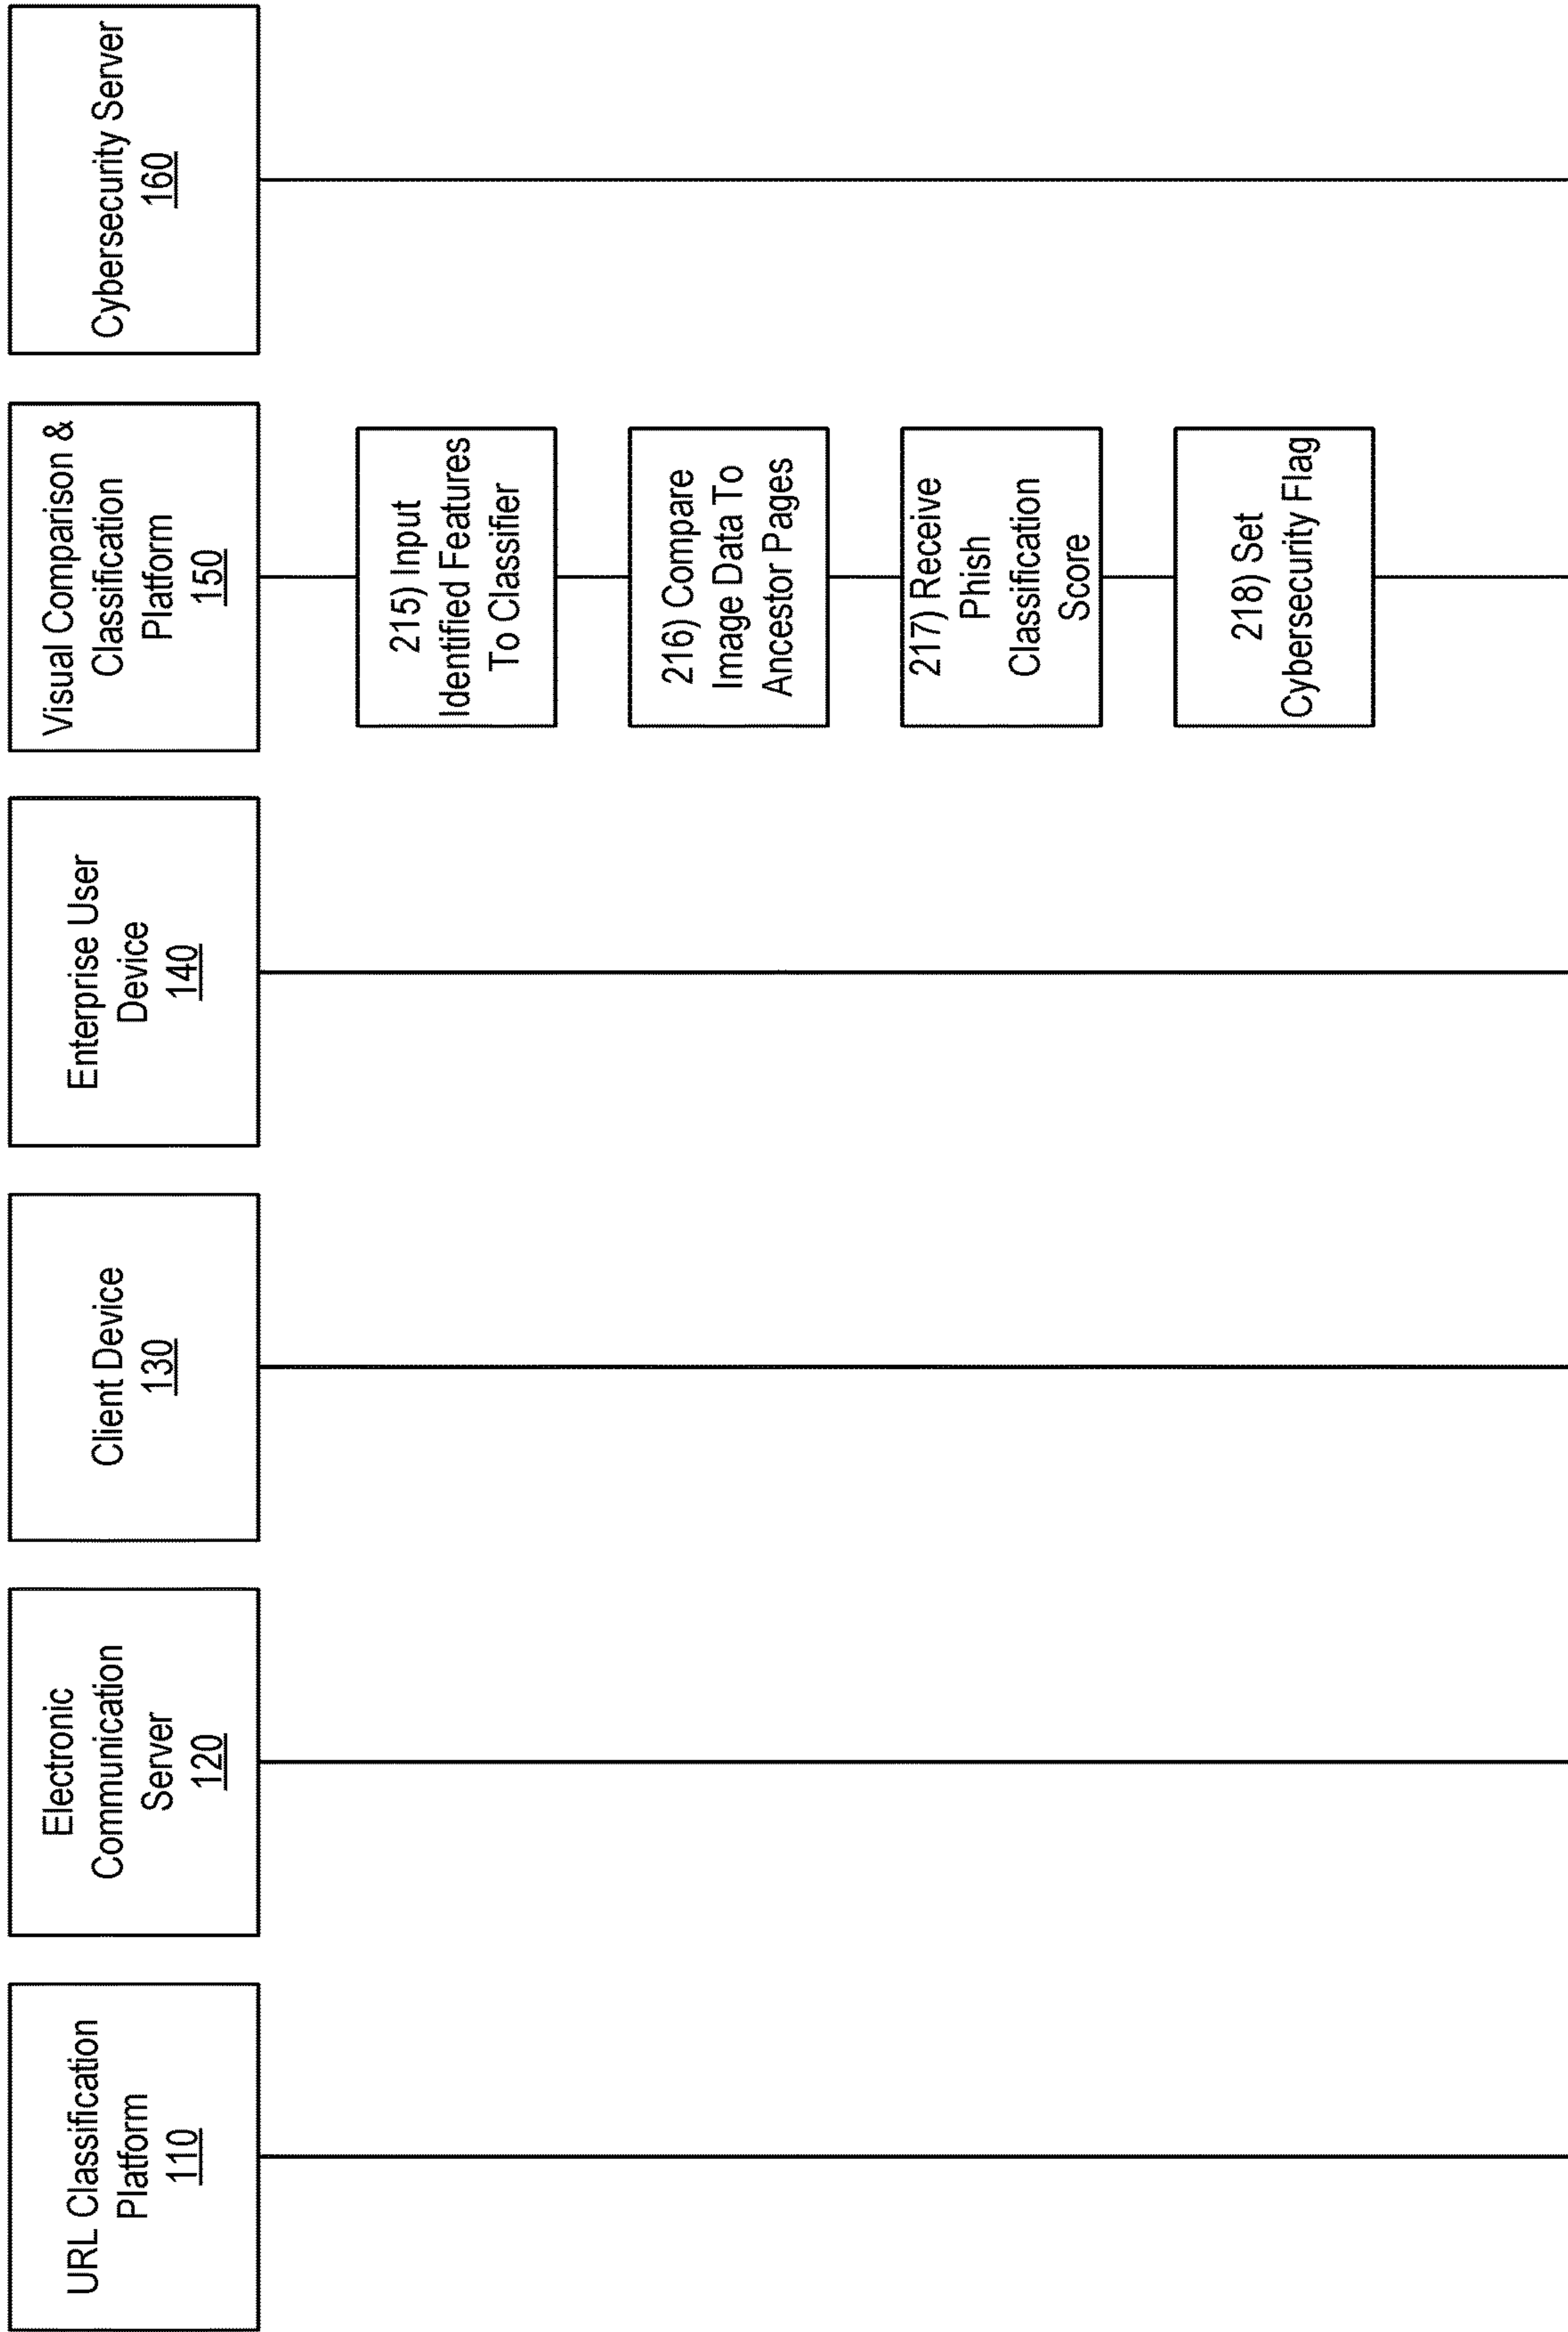 URL Classification
Platform
110
Electronic
Communication
Server
120
Client Device
130
Enterprise User
Device
140
Visual Comparison &
Classification
Platform
150
Cybersecurity Server
160
215) Input
Identified Features
To Classifier
216) Compare
Image Data To
Ancestor Pages
217) Receive
Phish
Classification
Score
218) Set
Cybersecurity Flag